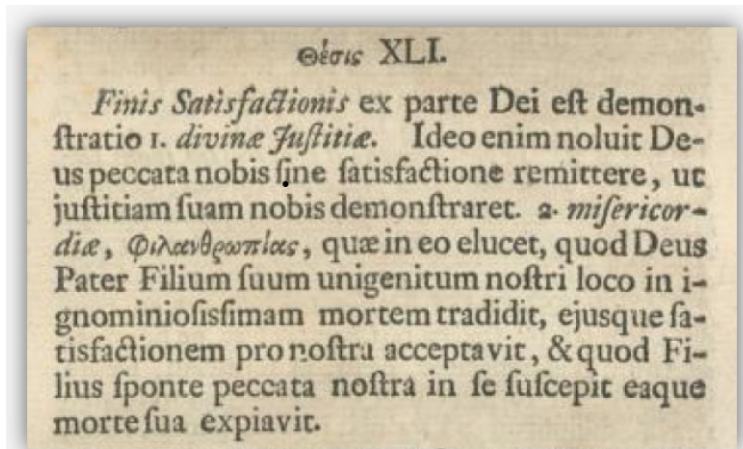 Θέσις XLI.
Finis Satisfactionis ex parte Dei eſt demon-
ſtratio 1. divinæ Juſtitiæ. Ideo enim noluit De-
us peccata nobis ſine ſatisfactione remittere, ut
juſtitiam ſuam nobis demonſtraret. 2. miſericor-
diæ, Φιλανθρωπίας, quæ in eo elucet, quod Deus
Pater Filium ſuum unigenitum noſtri loco in i-
gnominioſisſimam mortem tradidit, ejusque ſa-
tisfactionem pro noſtra acceptavit, & quod Fi-
lius ſponte peccata noſtra in ſe ſuſcepit eaque
morte ſua expiavit.